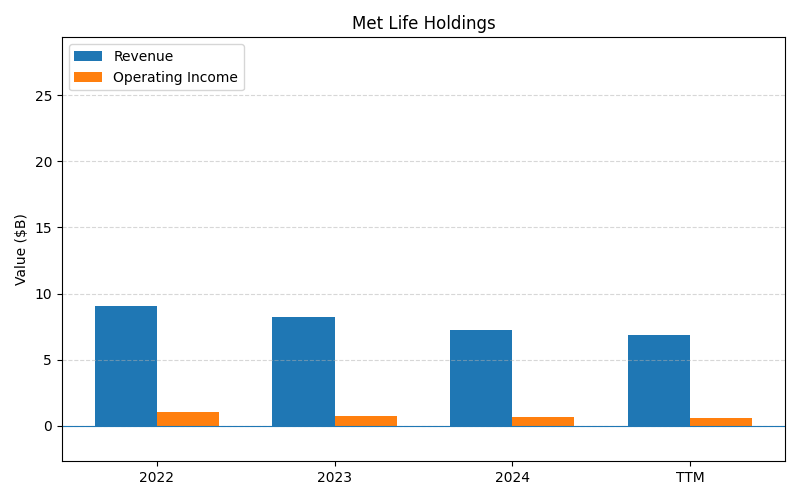 Met Life Holdings
Revenue
Operating Income
Value ($B)
25
20
15
10
5
0
2022 2023 2024 TTM